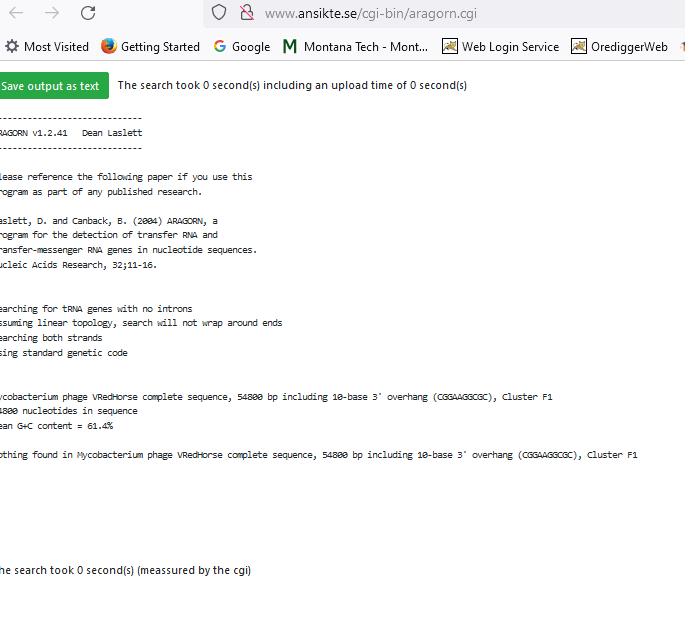 www.ansikte.se/cgi-bin/aragorn.cgi
Most Visited Getting Started Google Montana Tech - Mont... Web Login Service OrediggerWeb
Save output as text The search took 0 second(s) including an upload time of 0 second(s)
----------------------------
RAGORN v1.2.41 Dean Laslett
----------------------------
lease reference the following paper if you use this
rogram as part of any published research.
aslett, D. and Canback, B. (2004) ARAGORN, a
rogram for the detection of transfer RNA and
ransfer-messenger RNA genes in nucleotide sequences.
ucleic Acids Research, 32;11-16.
earching for tRNA genes with no introns
ssuming linear topology, search will not wrap around ends
earching both strands
sing standard genetic code
ycobacterium phage VRedHorse complete sequence, 54800 bp including 10-base 3' overhang (CGGAAGGCGC), Cluster F1
4800 nucleotides in sequence
ean G+C content = 61.4%
othing found in Mycobacterium phage VRedHorse complete sequence, 54800 bp including 10-base 3' overhang (CGGAAGGCGC), Cluster F1
he search took 0 second(s) (meassured by the cgi)